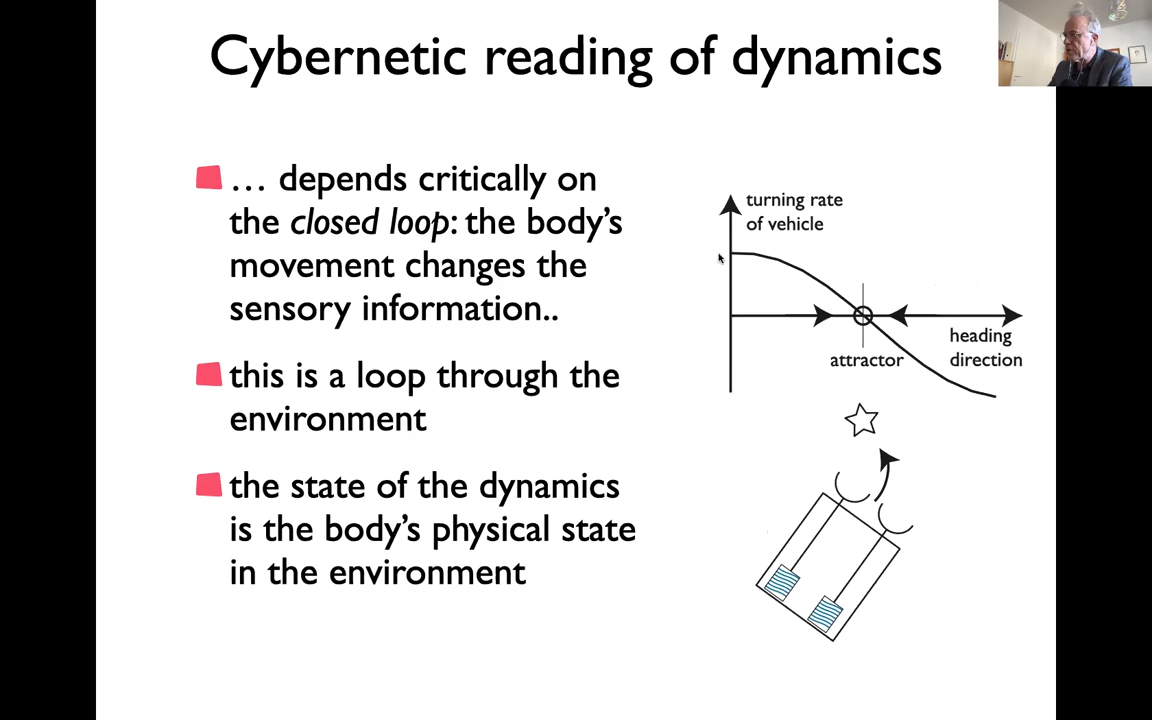 Cybernetic reading of dynamics
… depends critically on
the closed loop: the body’s
movement changes the
sensory information..
this is a loop through the
environment
the state of the dynamics
is the body’s physical state
in the environment
turning rate
of vehicle
attractor
heading
direction